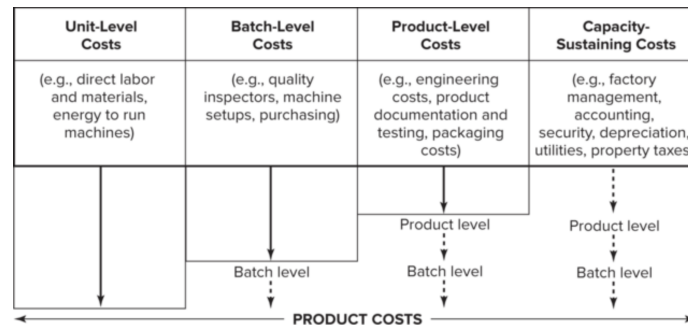 Unit-Level
Costs
Batch-Level
Costs
Product-Level
Costs
Capacity-
Sustaining Costs
(e.g., direct labor
and materials,
energy to run
machines)
(e.g., quality
inspectors, machine
setups, purchasing)
(e.g., engineering
costs, product
documentation and
testing, packaging
costs)
(e.g., factory
management,
accounting,
security, depreciation,
utilities, property taxes
Product level
Product level
Batch level
Batch level
Batch level
PRODUCT COSTS